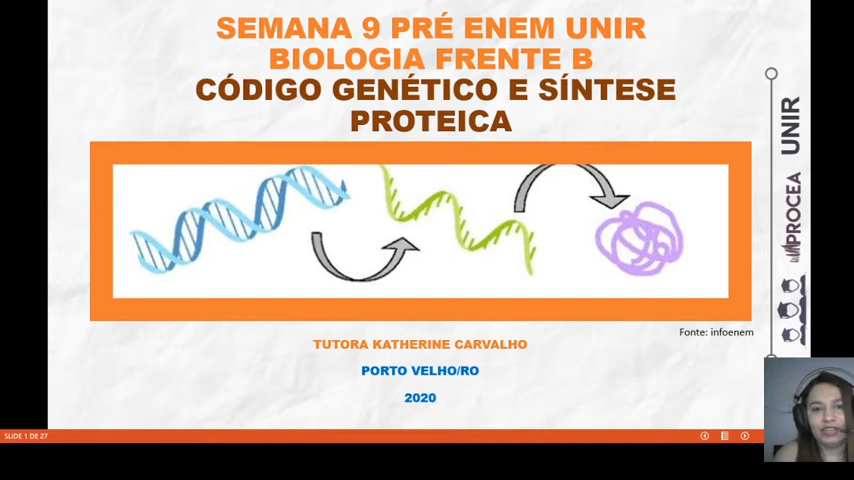 SEMANA 9 PRÉ ENEM UNIR
BIOLOGIA FRENTE B
CÓDIGO GENÉTICO E SÍNTESE
PROTEICA
UNIR
PROCEA
Fonte: infoenem
TUTORA KATHERINE CARVALHO
PORTO VELHO/RO
2020
SLIDE 1 DE 27